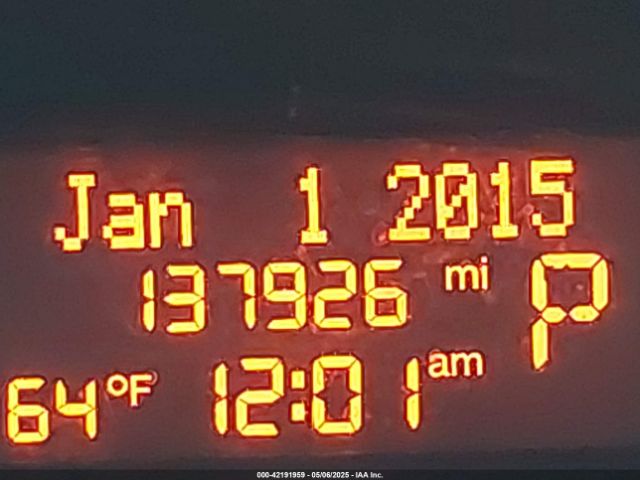 Jan 1 2015
137926 mi P
64°F 12:01 am
000-42191959 - 05/06/2025 - IAA Inc.